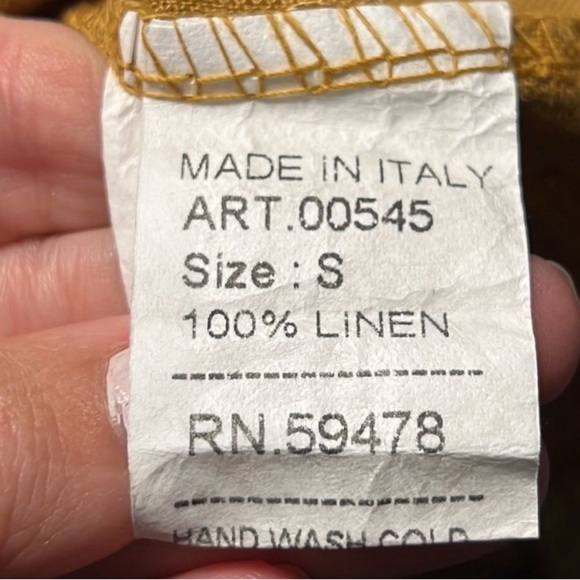 MADE iN ITALY
ART.00545
Size : S
100% LiNEN
RN.59478
HAND WASH COLD